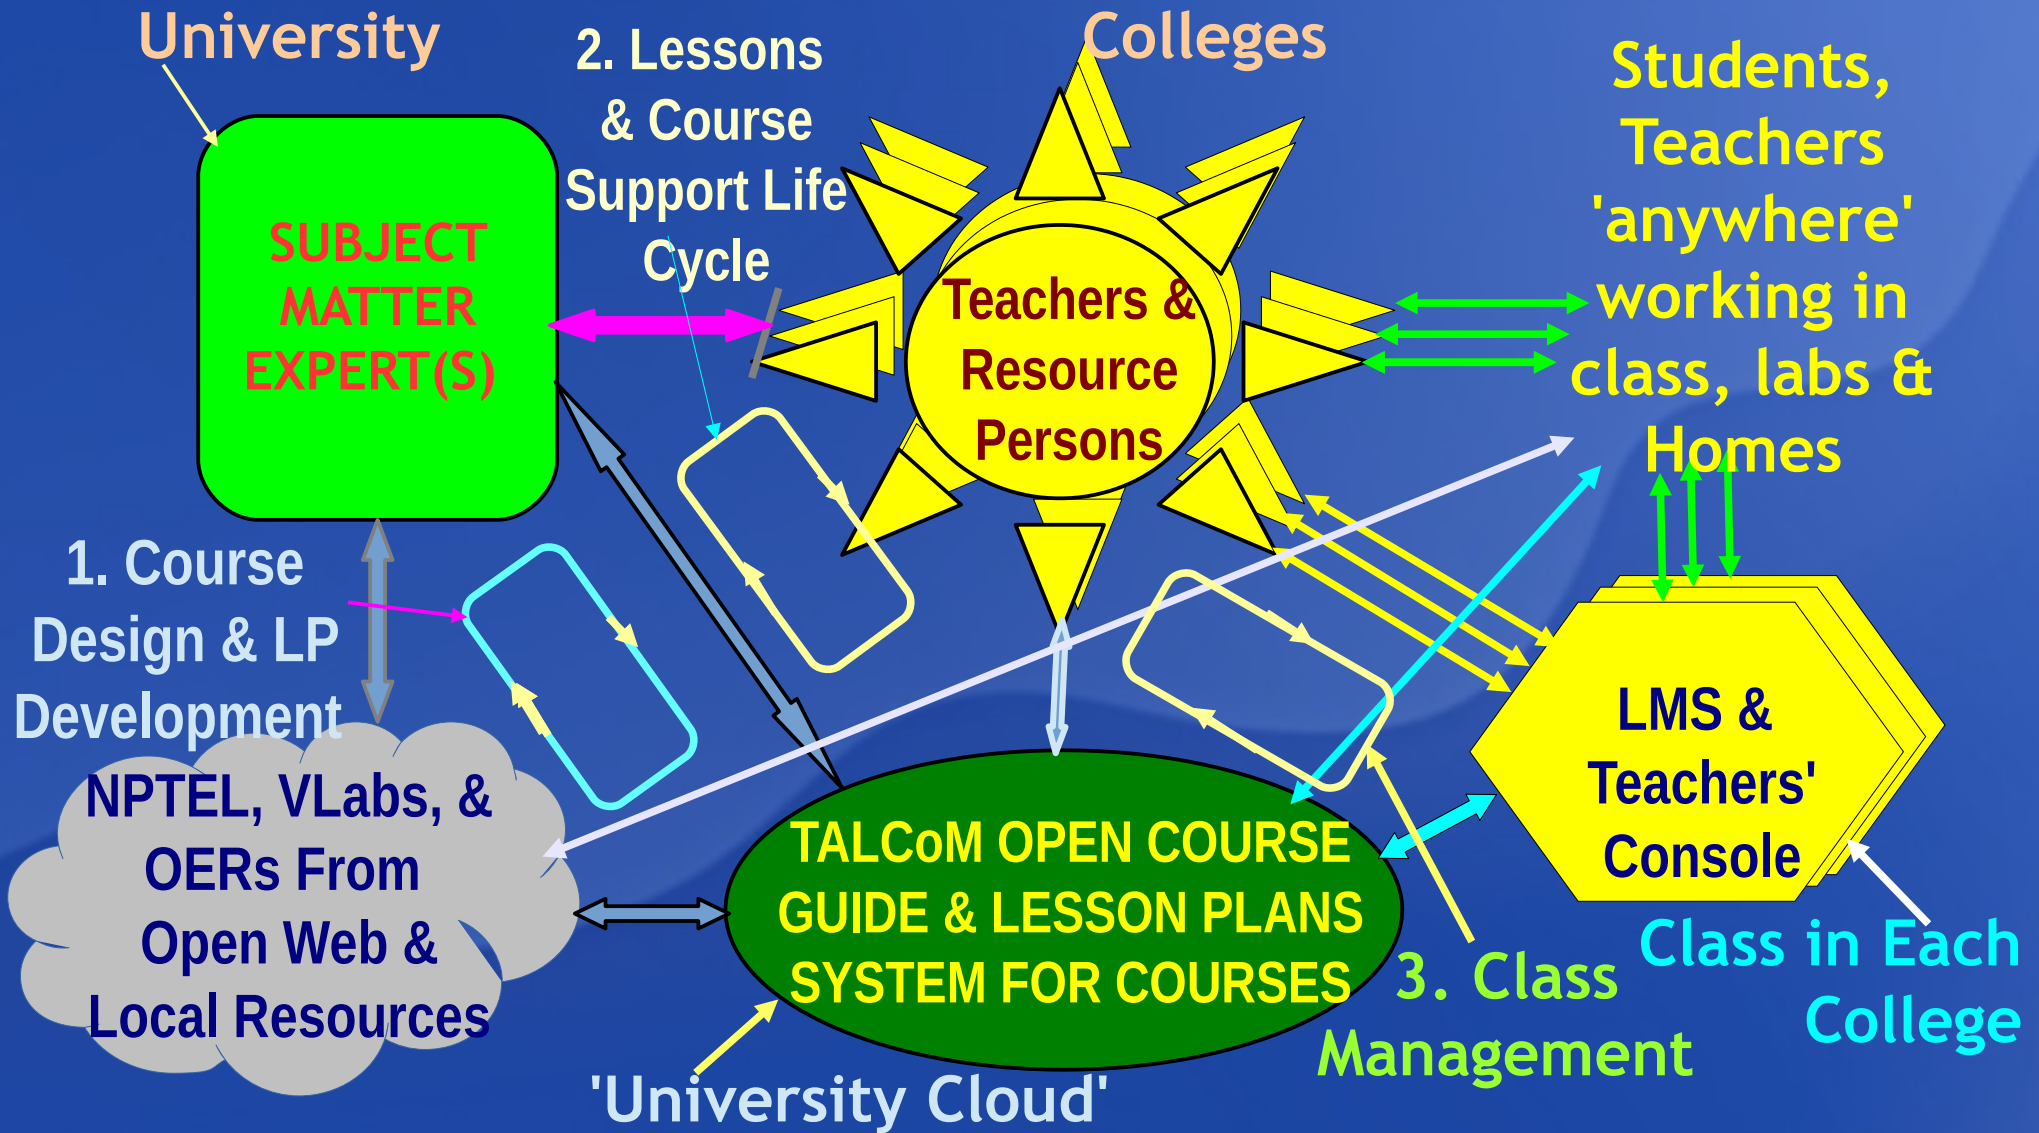 University
2. Lessons
& Course
Support Life
Cycle
Colleges
Students,
Teachers
'anywhere'
working in
class, labs &
Homes
SUBJECT
MATTER
EXPERT(S)
Teachers &
Resource
Persons
1. Course
Design & LP
Development
NPTEL, VLabs, &
OERs From
Open Web &
Local Resources
TALCoM OPEN COURSE
GUIDE & LESSON PLANS
SYSTEM FOR COURSES
LMS &
Teachers'
Console
Class in Each
College
3. Class
Management
'University Cloud'